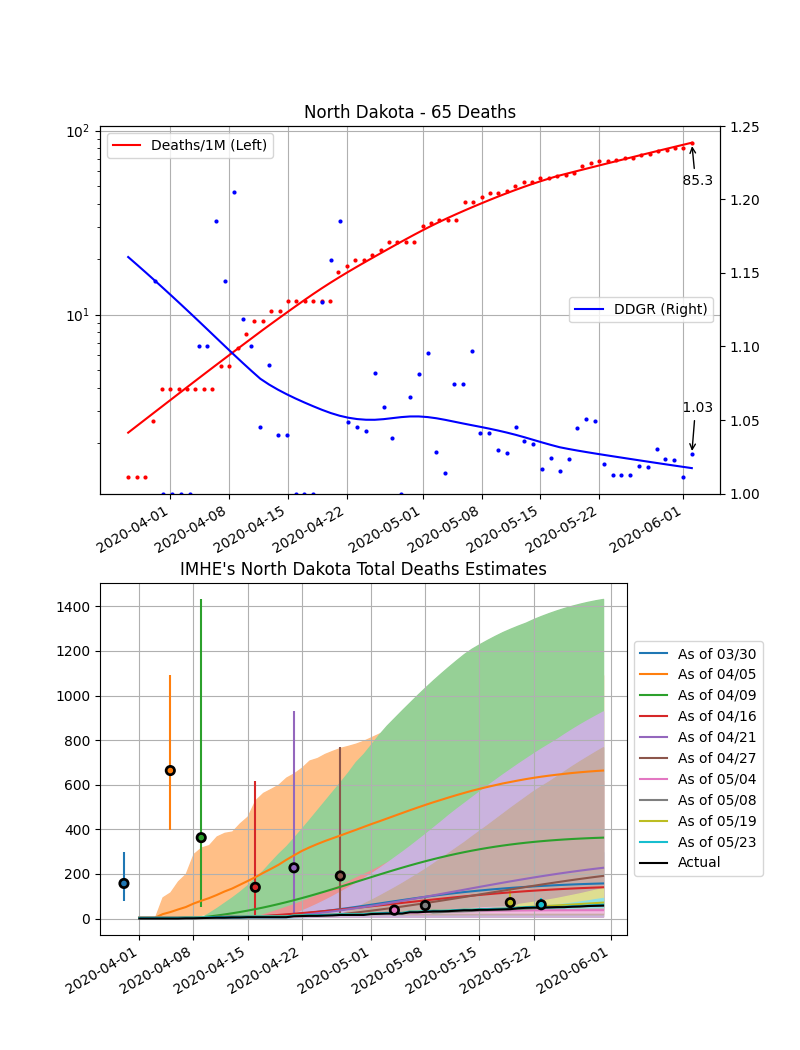 North Dakota - 65 Deaths
10²
10¹
Deaths/1M (Left)
DDGR (Right)
85.3
1.03
1.25
1.20
1.15
1.10
1.05
1.00
2020-04-01
2020-04-08
2020-04-15
2020-04-22
2020-05-01
2020-05-08
2020-05-15
2020-05-22
2020-06-01
IMHE's North Dakota Total Deaths Estimates
1400
1200
1000
800
600
400
200
0
2020-04-01
2020-04-08
2020-04-15
2020-04-22
2020-05-01
2020-05-08
2020-05-15
2020-05-22
2020-06-01
As of 03/30
As of 04/05
As of 04/09
As of 04/16
As of 04/21
As of 04/27
As of 05/04
As of 05/08
As of 05/19
As of 05/23
Actual